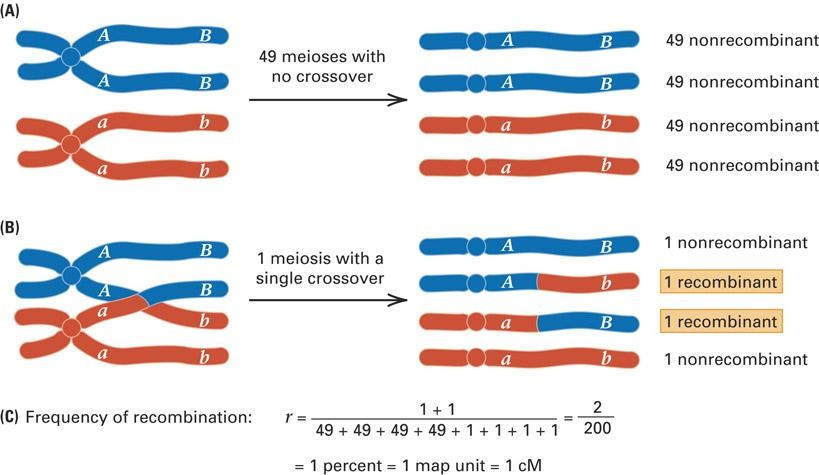 (A)
A B
A B
a b
a b
49 meioses with
no crossover
A B 49 nonrecombinant
A B 49 nonrecombinant
a b 49 nonrecombinant
a b 49 nonrecombinant
(B)
A B
A B
a b
a b
1 meiosis with a
single crossover
A B 1 nonrecombinant
A b 1 recombinant
a B 1 recombinant
a b 1 nonrecombinant
(C) Frequency of recombination: r = (1 + 1) / (49 + 49 + 49 + 49 + 1 + 1 + 1 + 1) = 2 / 200
= 1 percent = 1 map unit = 1 cM